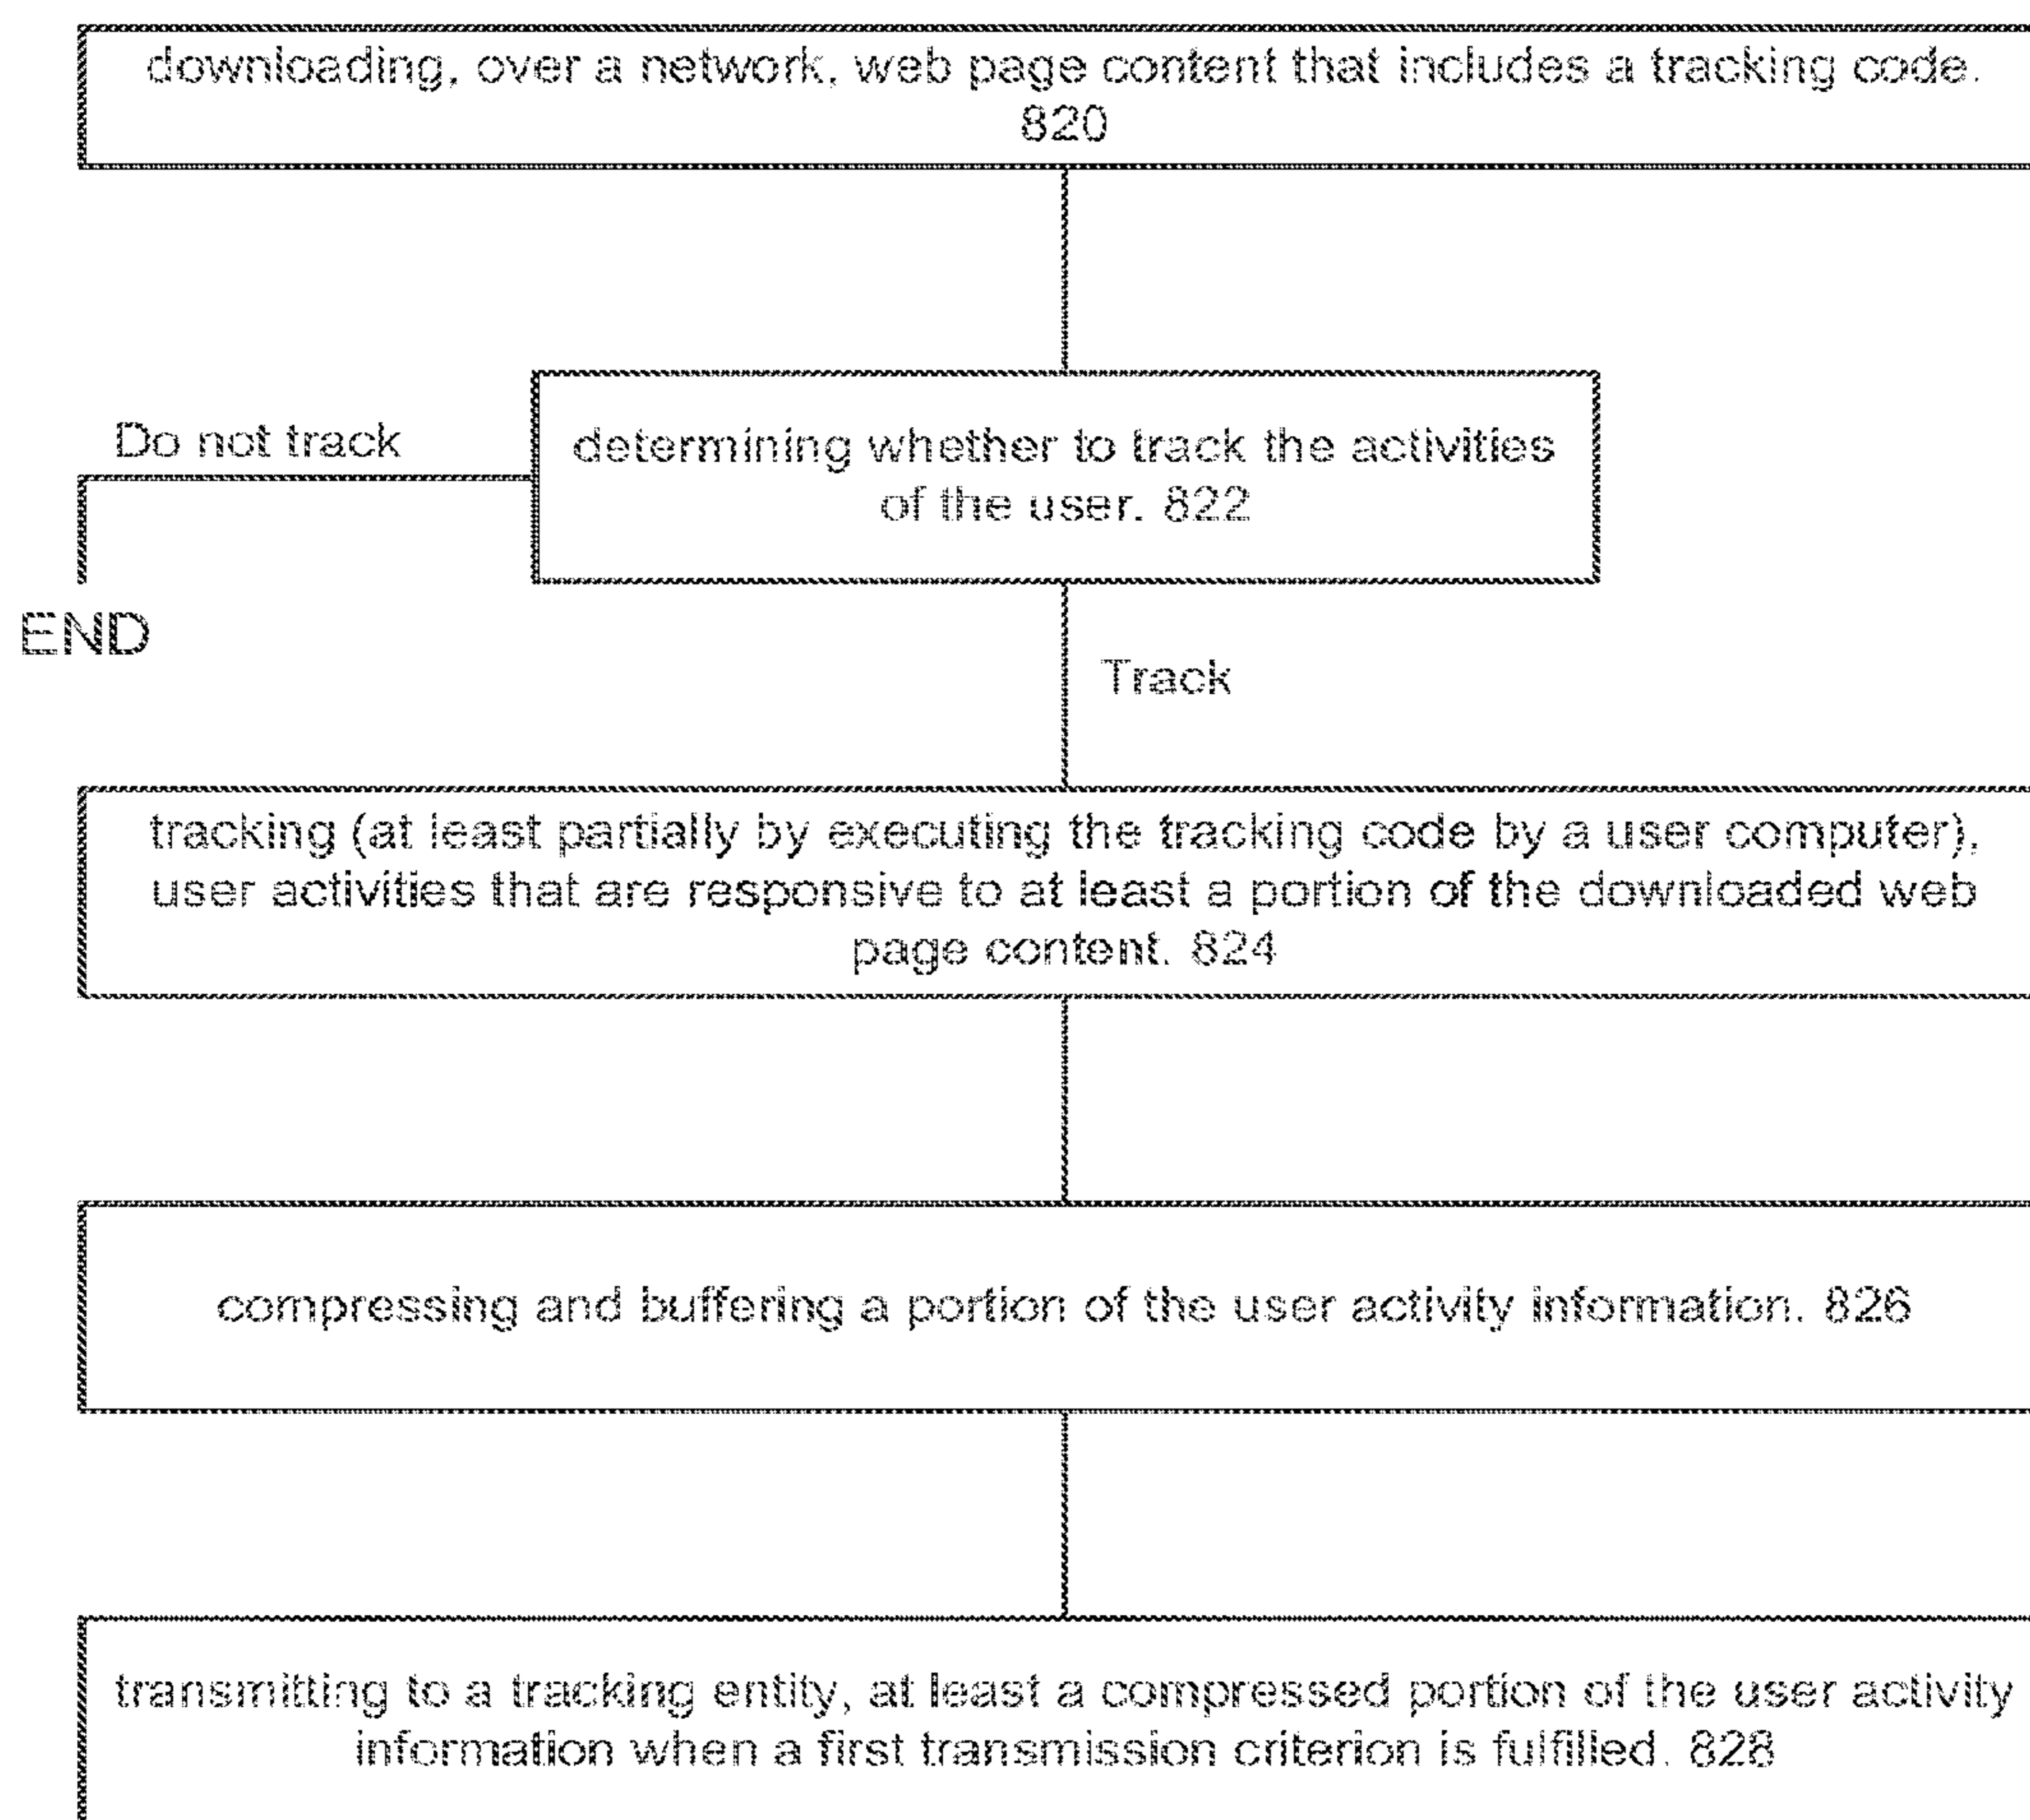 downloading, over a network, web page content that includes a tracking code.
820
Do not track
determining whether to track the activities
of the user. 822
END
Track
tracking (at least partially by executing the tracking code by a user computer),
user activities that are responsive to at least a portion of the downloaded web
page content. 824
compressing and buffering a portion of the user activity information. 826
transmitting to a tracking entity, at least a compressed portion of the user activity
information when a first transmission criterion is fulfilled. 828